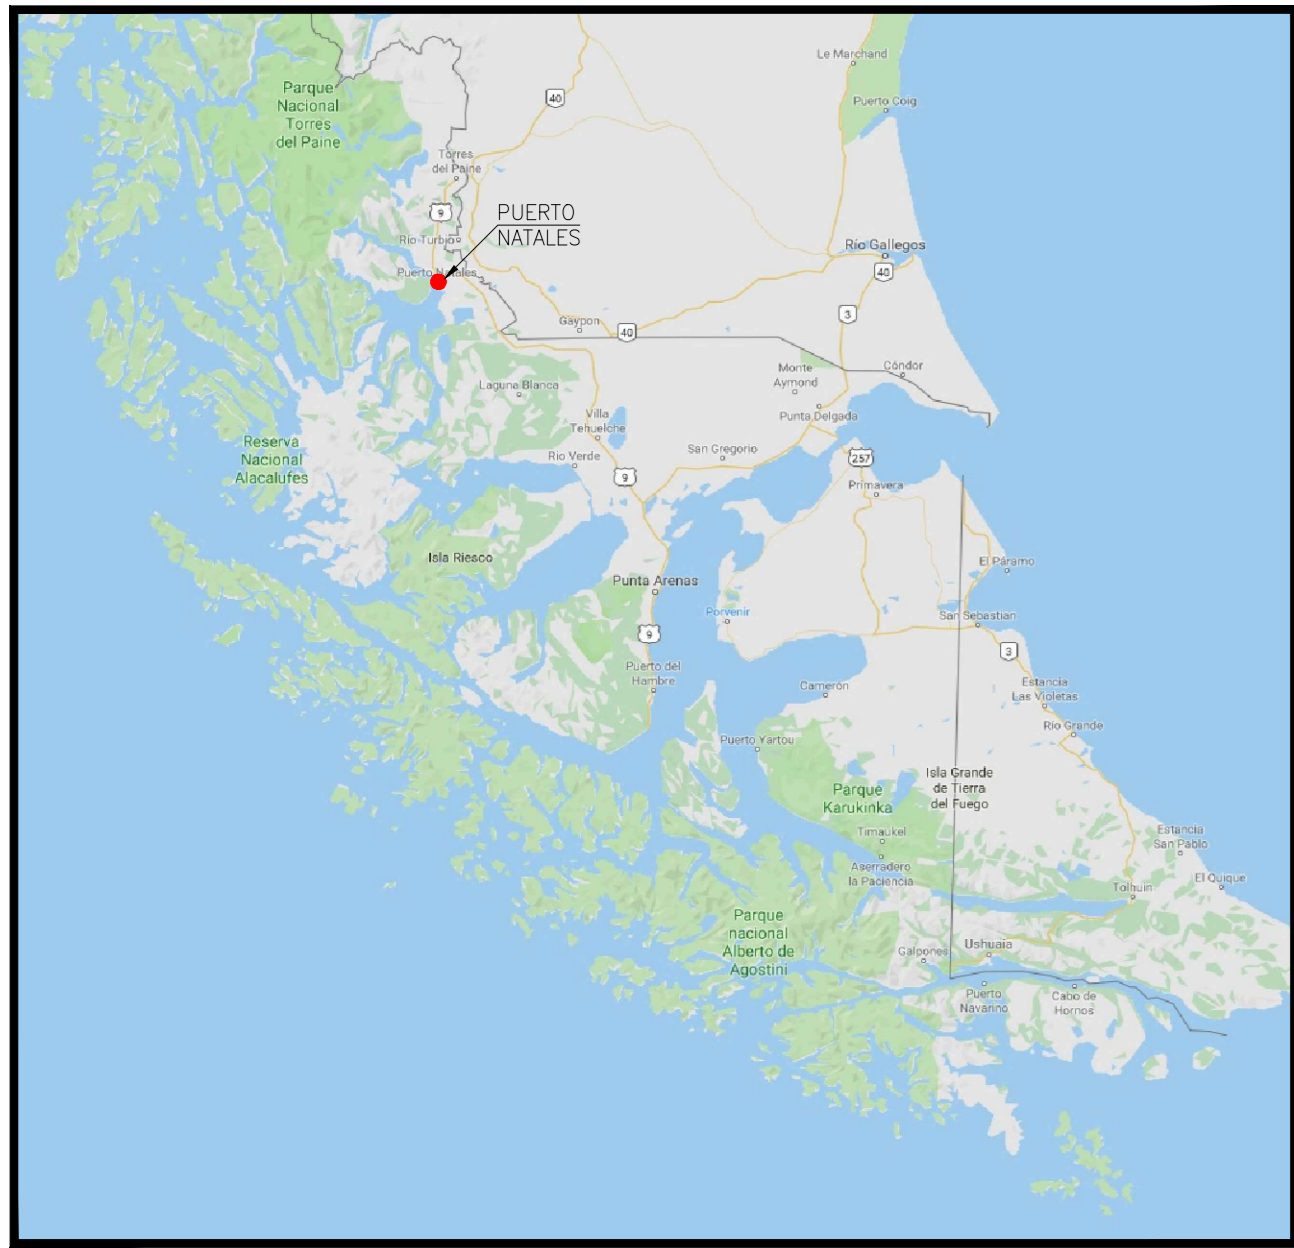 Le Marchand
Parque
Nacional
Torres
del Paine
40
Puerto Coig
Torres
del Paine
9
PUERTO
NATALES
Río Turbio
Río Gallegos
Puerto Natales
40
3
Gaypon
40
Monte
Aymond
Cóndor
Laguna Blanca
Punta Delgada
Villa
Tehuelche
Reserva
Nacional
Alacalufes
San Gregorio
Rio Verde
257
9
Primavera
Isla Riesco
El Páramo
Punta Arenas
Porvenir
San Sebastian
9
3
Puerto del
Hambre
Camerón
Estancia
Las Violetas
Río Grande
Puerto Yartou
Isla Grande
de Tierra
del Fuego
Parque
Karukinka
Timaukel
Estancia
San Pablo
Aserradero
la Paciencia
El Quique
Tolhuin
Parque
nacional
Alberto de
Agostini
Galpones
Ushuaia
Puerto
Navarino
Cabo de
Hornos